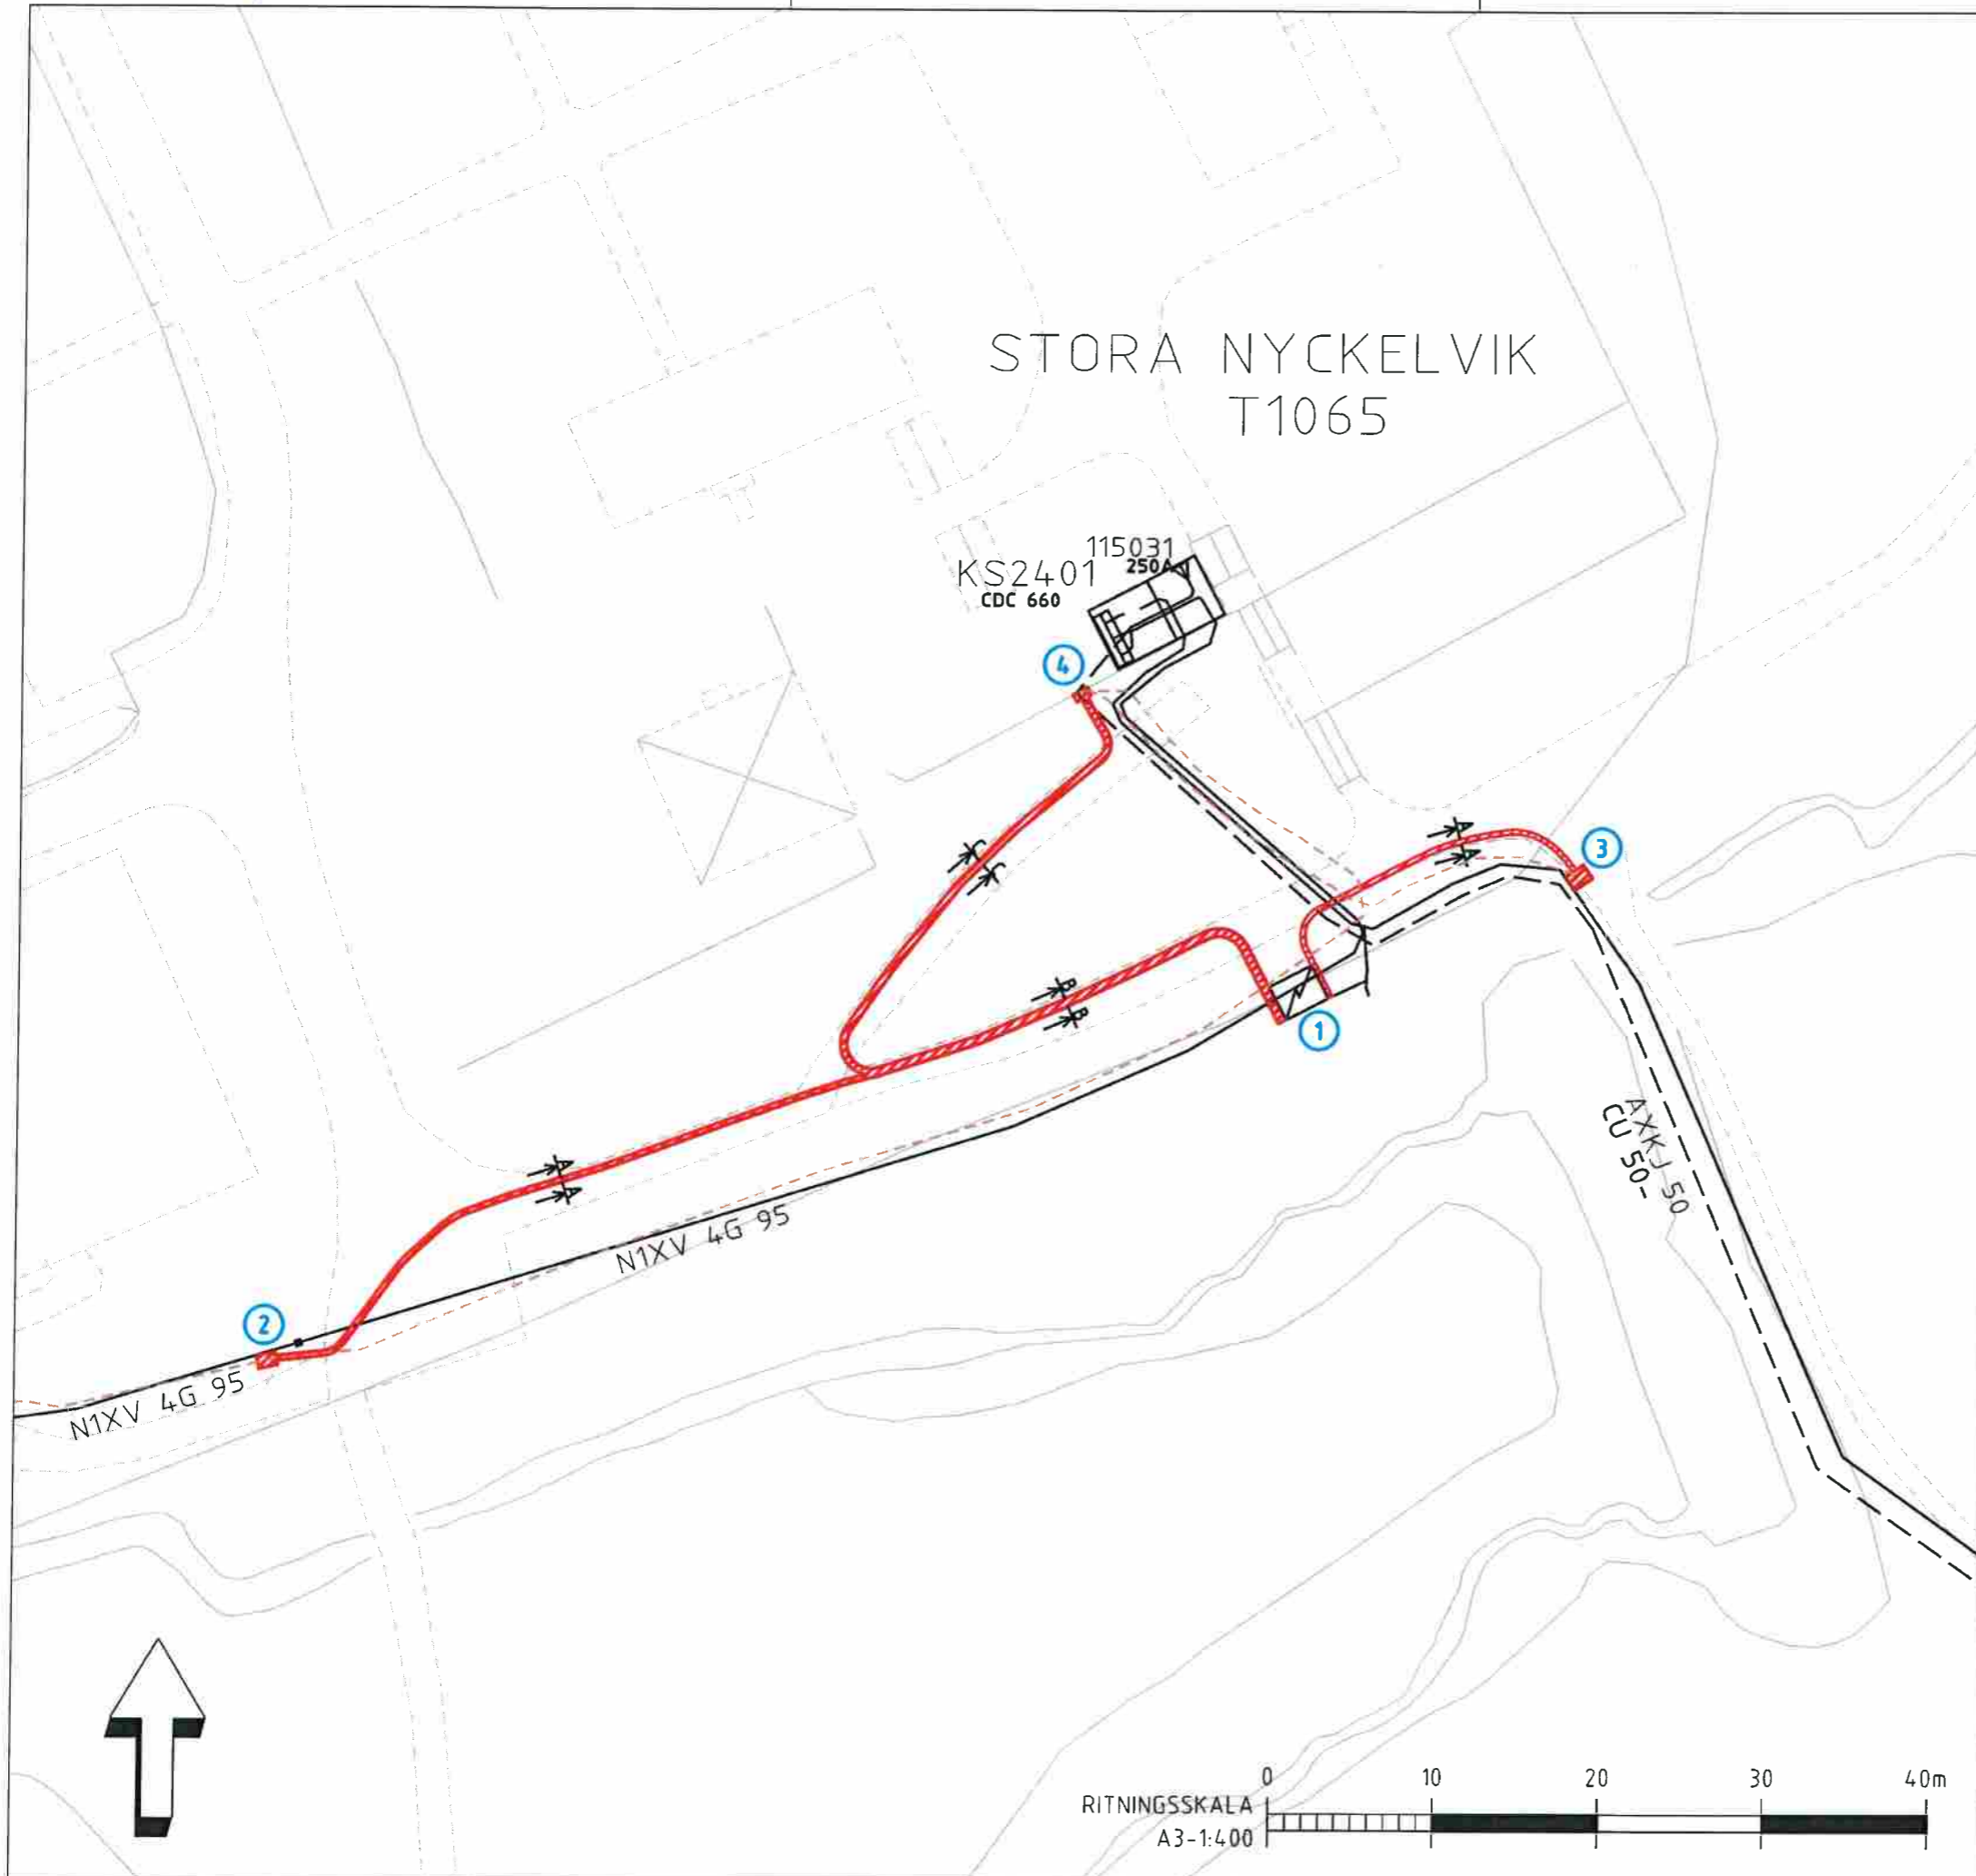 STORA NYCKELVIK
T1065
115031
KS2401
250A
CDC 660
4
3
A
A
J
J
B
B
1
AXKJ 50
CU 50-
A
A
N1XV 4G 95
2
N1XV 4G 95
0 10 20 30 40m
RITNINGSSKALA
A3-1:400